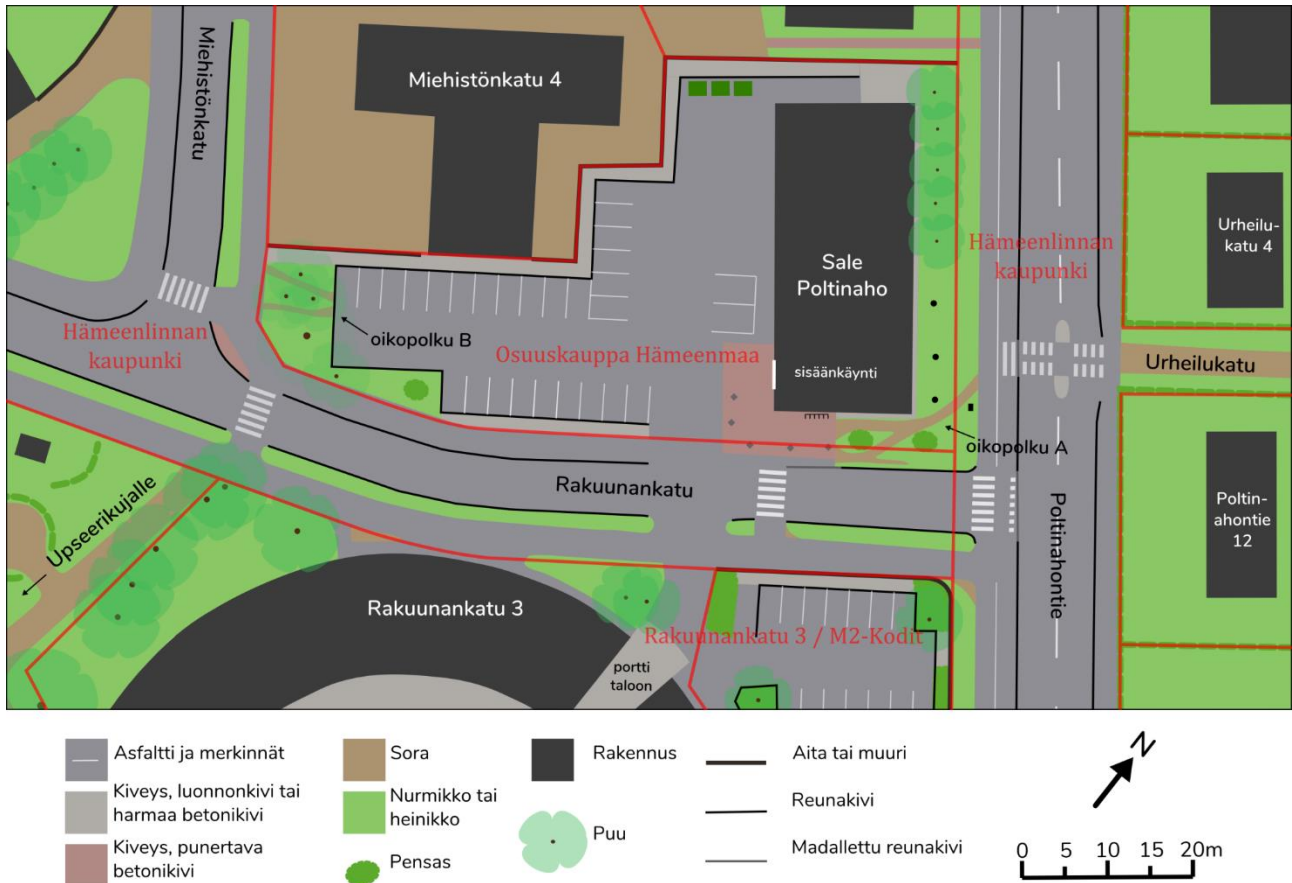 Miehistönkatu
Miehistönkatu 4
Hämeenlinnan
kaupunki
Urheilu-
katu 4
Sale
Poltinaho
Hämeenlinnan
kaupunki
oikopolku B
Osuuskauppa Hämeenmaa
sisäänkäynti
Urheilukatu
oikopolku A
Upseerikujalle
Rakuunankatu
Poltinahontie
Poltin-
ahontie
12
Rakuunankatu 3
Rakuunankatu 3 / M2-Kodit
portti
taloon
Asfaltti ja merkinnät
Kiveys, luonnonkivi tai
harmaa betonikivi
Kiveys, punertava
betonikivi
Sora
Nurmikko tai
heinikko
Pensas
Rakennus
Puu
Aita tai muuri
Reunakivi
Madallettu reunakivi
N
0 5 10 15 20m